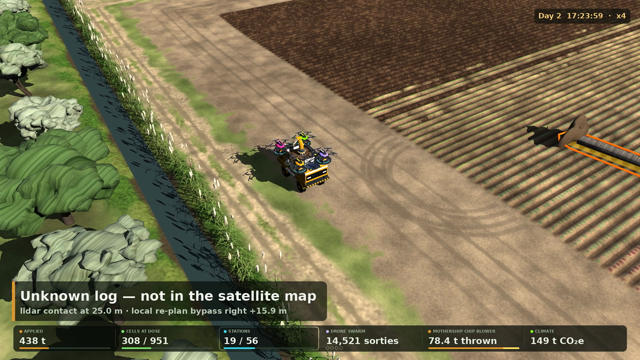 Day 2 17:23:59 · x4
Unknown log — not in the satellite map
lidar contact at 25.0 m · local re-plan bypass right +15.9 m
APPLIED
438 t
CELLS AT DOSE
308 / 951
STATIONS
19 / 56
DRONE SWARM
14,521 sorties
MOTHERSHIP CHIP BLOWER
78.4 t thrown
CLIMATE
149 t CO₂e